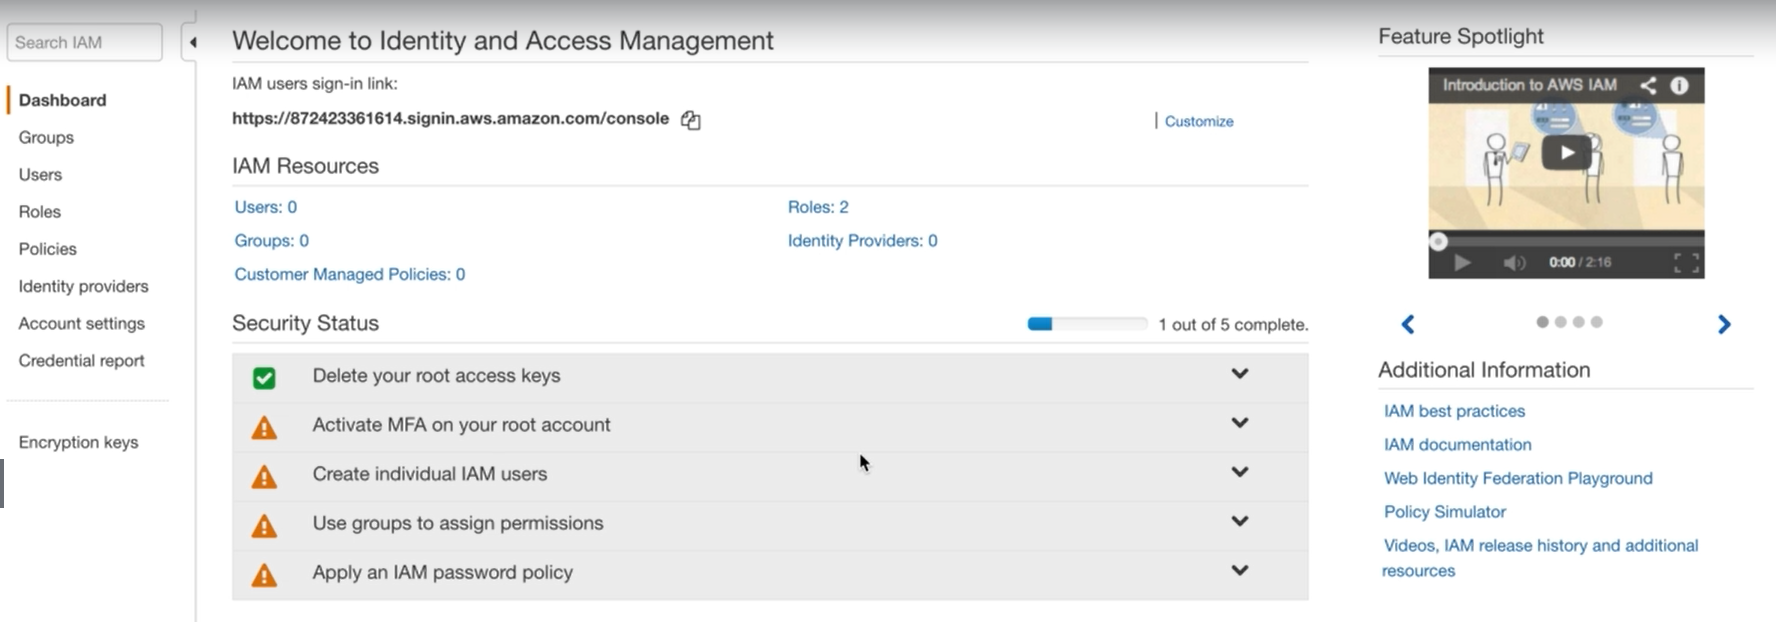 Search IAM
Dashboard
Groups
Users
Roles
Policies
Identity providers
Account settings
Credential report
Encryption keys
Welcome to Identity and Access Management
IAM users sign-in link:
https://872423361614.signin.aws.amazon.com/console
Customize
IAM Resources
Users: 0
Roles: 2
Groups: 0
Identity Providers: 0
Customer Managed Policies: 0
Security Status
1 out of 5 complete.
Delete your root access keys
Activate MFA on your root account
Create individual IAM users
Use groups to assign permissions
Apply an IAM password policy
Feature Spotlight
Introduction to AWS IAM
0:00 / 2:16
Additional Information
IAM best practices
IAM documentation
Web Identity Federation Playground
Policy Simulator
Videos, IAM release history and additional
resources